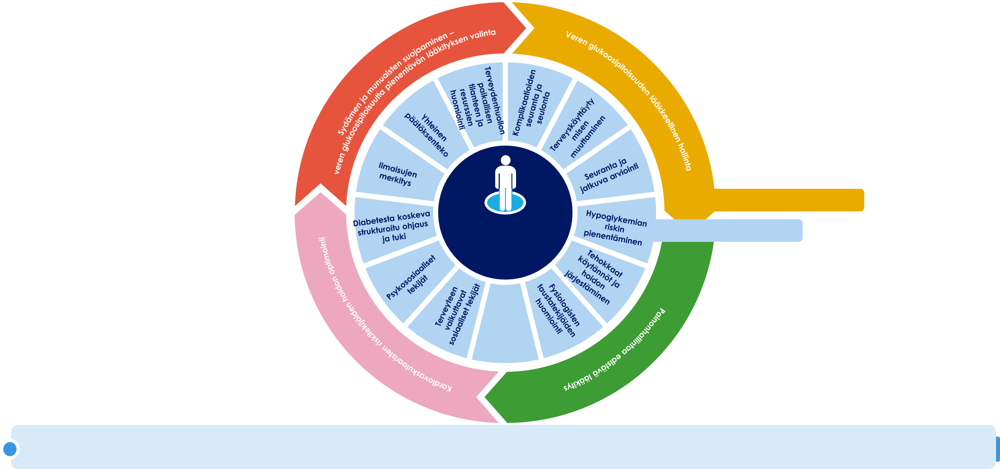 Sydämen ja munuaisten suojaaminen –
veren glukoosipitoisuutta pienentävän lääkityksen valinta
Veren glukoosipitoisuuden lääkkeellinen hallinta
Painonhallintaa edistävä lääkitys
Kardiovaskulaaristen riskitekijöiden hoidon optimointi
Komplikaatioiden
seuranta ja
seulonta
Terveyskäyttäyty
misen
muuttaminen
Seuranta ja
jatkuva arviointi
Hypoglykemian
riskin
pienentäminen
Tehokkaat
käytännöt ja
hoidon
järjestäminen
Fysiologisten
taustatekijöiden
huomiointi
Terveyteen
vaikuttavat
sosiaaliset tekijät
Psykososiaaliset
tekijät
Diabetesta koskeva
strukturoitu ohjaus
ja tuki
Ilmaisujen
merkitys
Yhteinen
päätöksenteko
Terveydenhuollon
paikallisen
tilanteen ja
resurssien
huomiointi